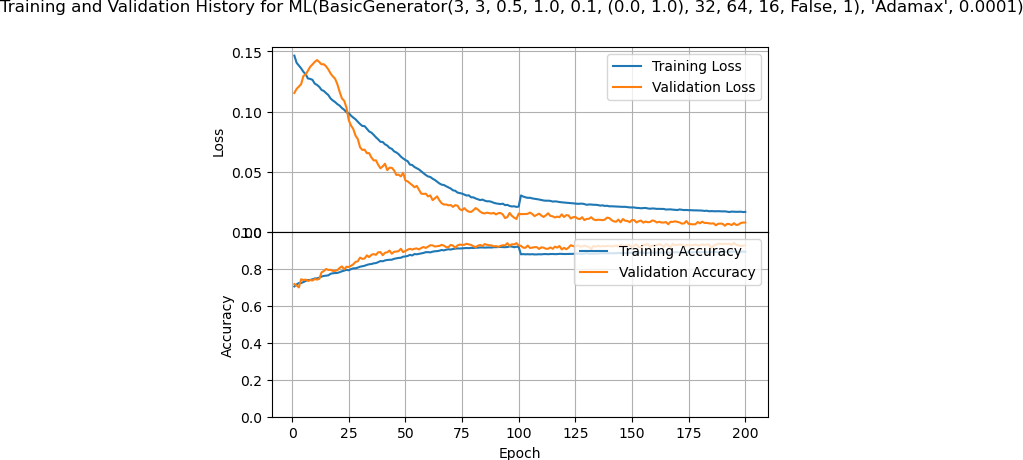 Training and Validation History for ML(BasicGenerator(3, 3, 0.5, 1.0, 0.1, (0.0, 1.0), 32, 64, 16, False, 1), 'Adamax', 0.0001)
0.15
Training Loss
Validation Loss
0.10
Loss
0.05
0.00
1.0
Training Accuracy
Validation Accuracy
0.8
0.6
Accuracy
0.4
0.2
0.0
0 25 50 75 100 125 150 175 200
Epoch